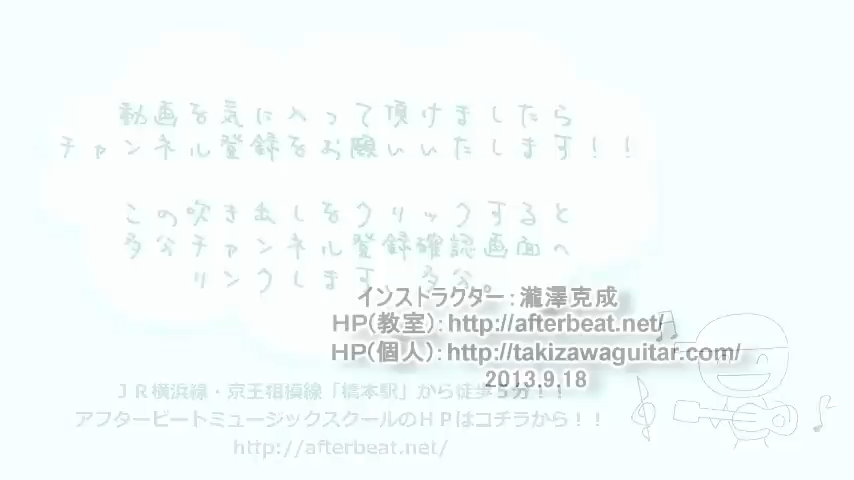 動画を気に入って頂けましたら
チャンネル登録をお願いいたします！！
この吹き出しをクリックすると
多分チャンネル登録確認画面へ
リンクします 多分
インストラクター：瀧澤克成
HP(教室)：http://afterbeat.net/
HP(個人)：http://takizawaguitar.com/
2013.9.18
ＪＲ横浜線・京王相模線「橋本駅」から徒歩５分！！
アフタービートミュージックスクールのＨＰはコチラから！！
http://afterbeat.net/